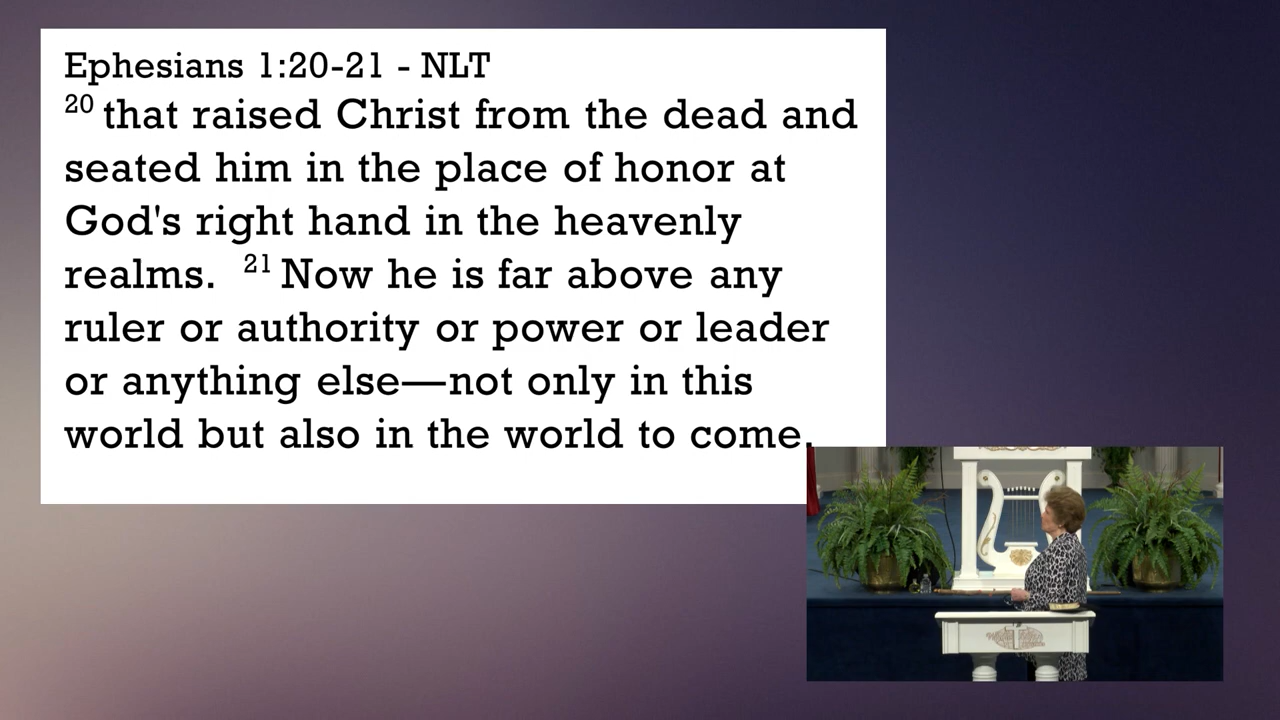 Ephesians 1:20-21 - NLT
20 that raised Christ from the dead and
seated him in the place of honor at
God's right hand in the heavenly
realms.  21 Now he is far above any
ruler or authority or power or leader
or anything else—not only in this
world but also in the world to come.